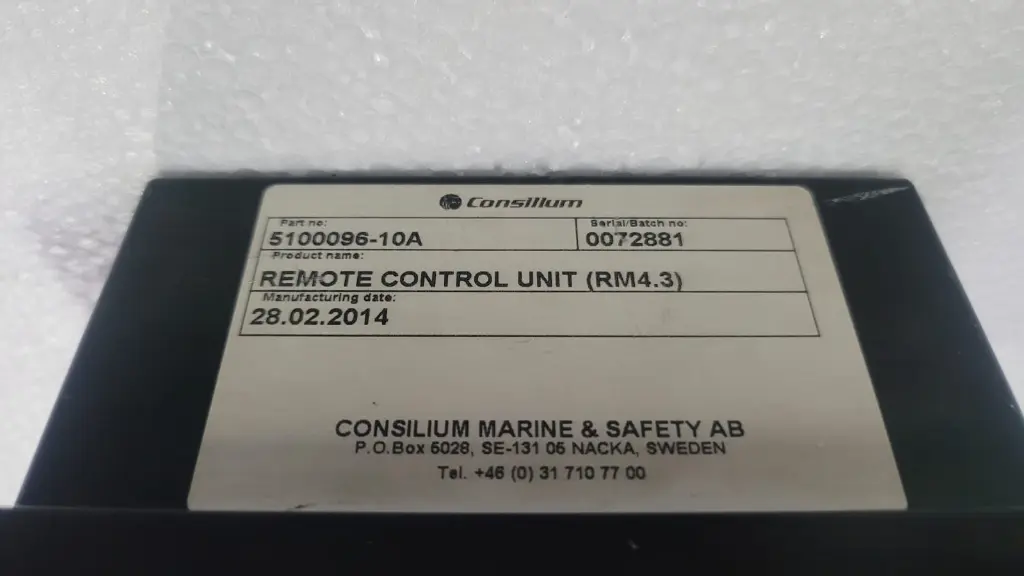 Consilium
Part no: Serial/Batch no:
5100096-10A 0072881
Product name:
REMOTE CONTROL UNIT (RM4.3)
Manufacturing date:
28.02.2014
CONSILIUM MARINE & SAFETY AB
P.O.Box 5028, SE-131 05 NACKA, SWEDEN
Tel. +46 (0) 31 710 77 00